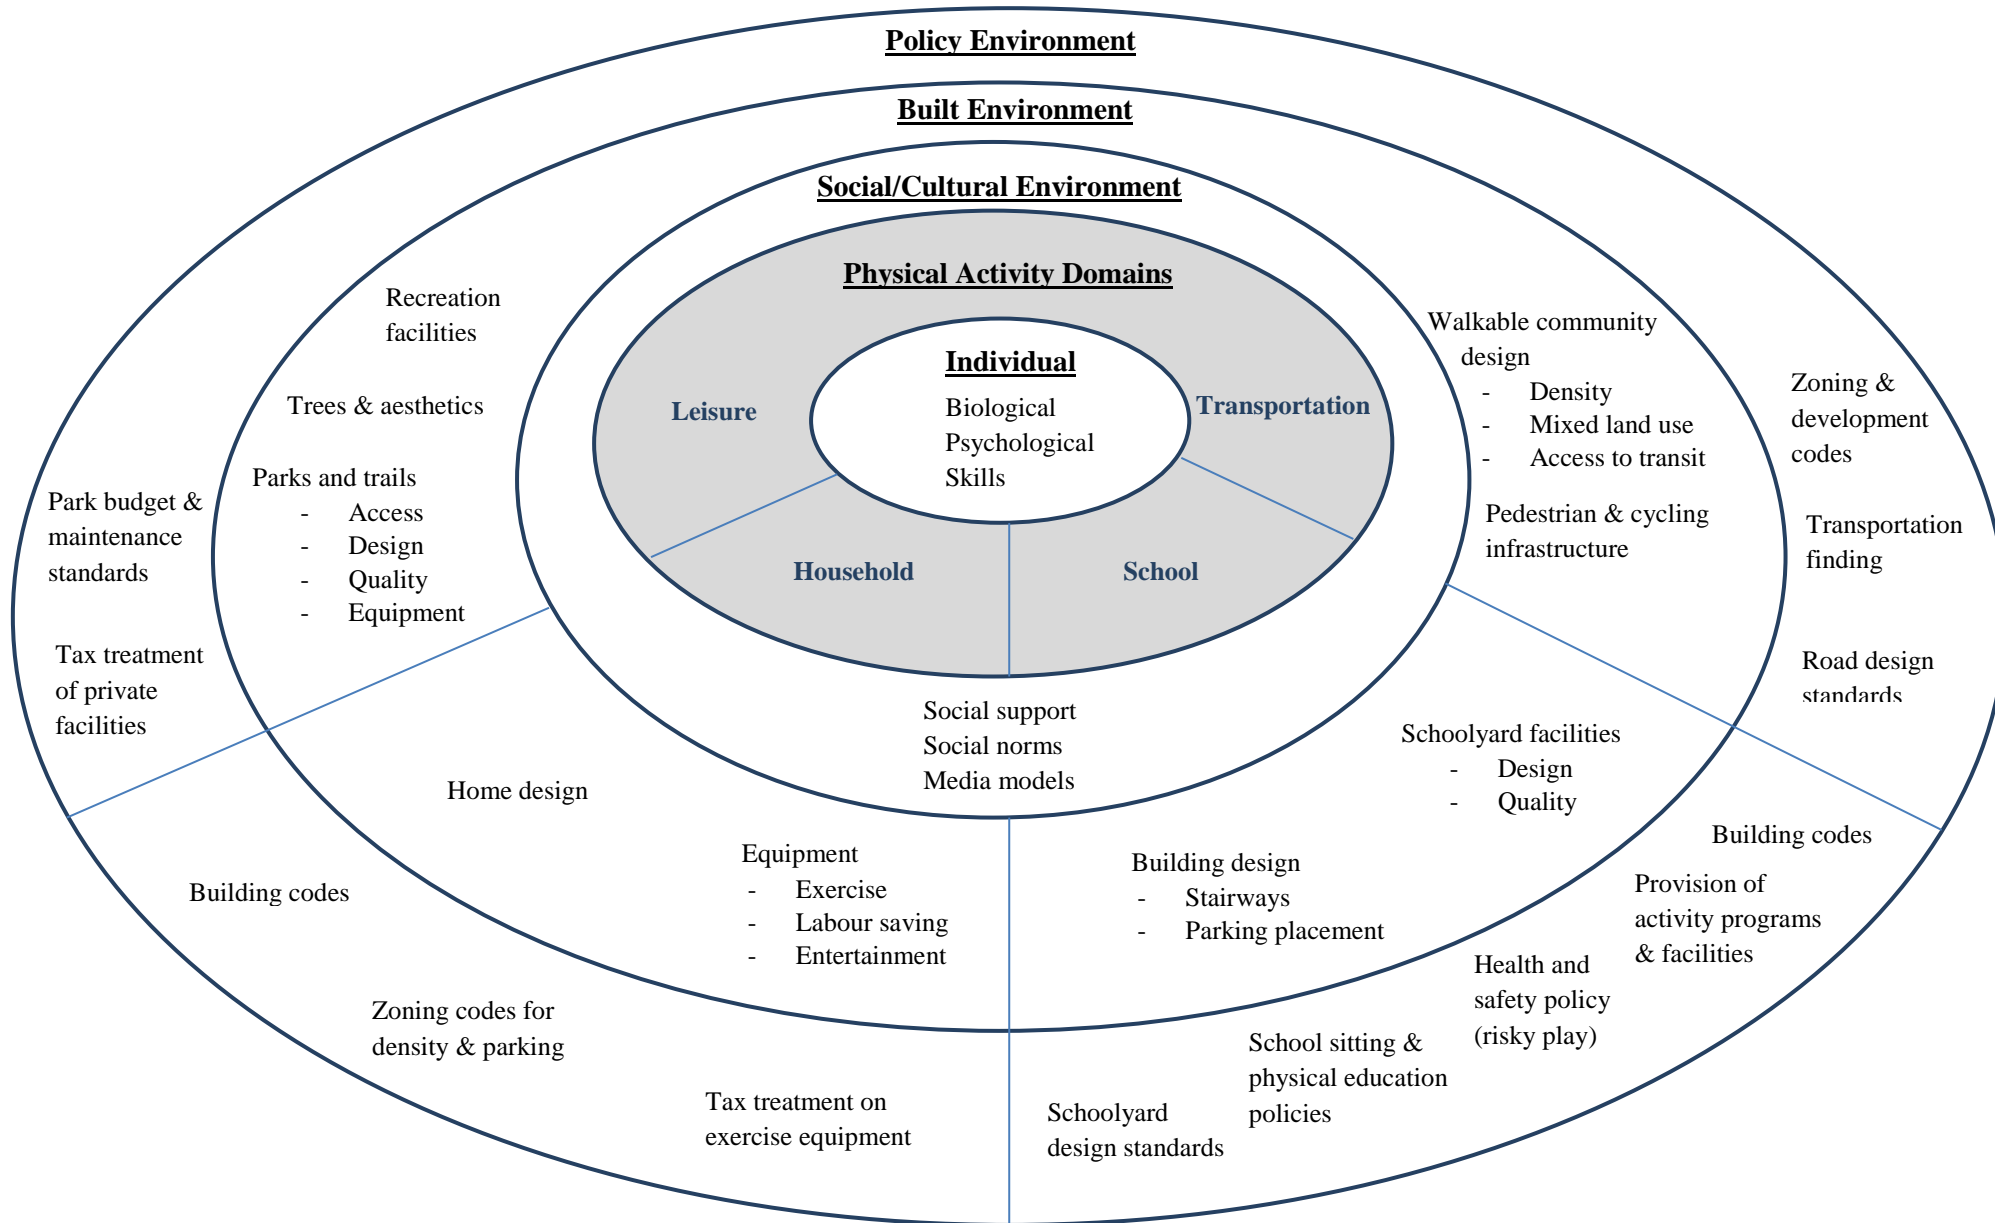 Policy Environment
Built Environment
Social/Cultural Environment
Physical Activity Domains
Individual
Biological
Psychological
Skills
Leisure
Transportation
Household
School
Social support
Social norms
Media models
Recreation
facilities
Trees & aesthetics
Parks and trails
- Access
- Design
- Quality
- Equipment
Walkable community
design
- Density
- Mixed land use
- Access to transit
Pedestrian & cycling
infrastructure
Home design
Equipment
- Exercise
- Labour saving
- Entertainment
Schoolyard facilities
- Design
- Quality
Building design
- Stairways
- Parking placement
Park budget &
maintenance
standards
Tax treatment
of private
facilities
Zoning &
development
codes
Transportation
finding
Road design
standards
Building codes
Zoning codes for
density & parking
Tax treatment on
exercise equipment
Building codes
Provision of
activity programs
& facilities
Health and
safety policy
(risky play)
School sitting &
physical education
policies
Schoolyard
design standards